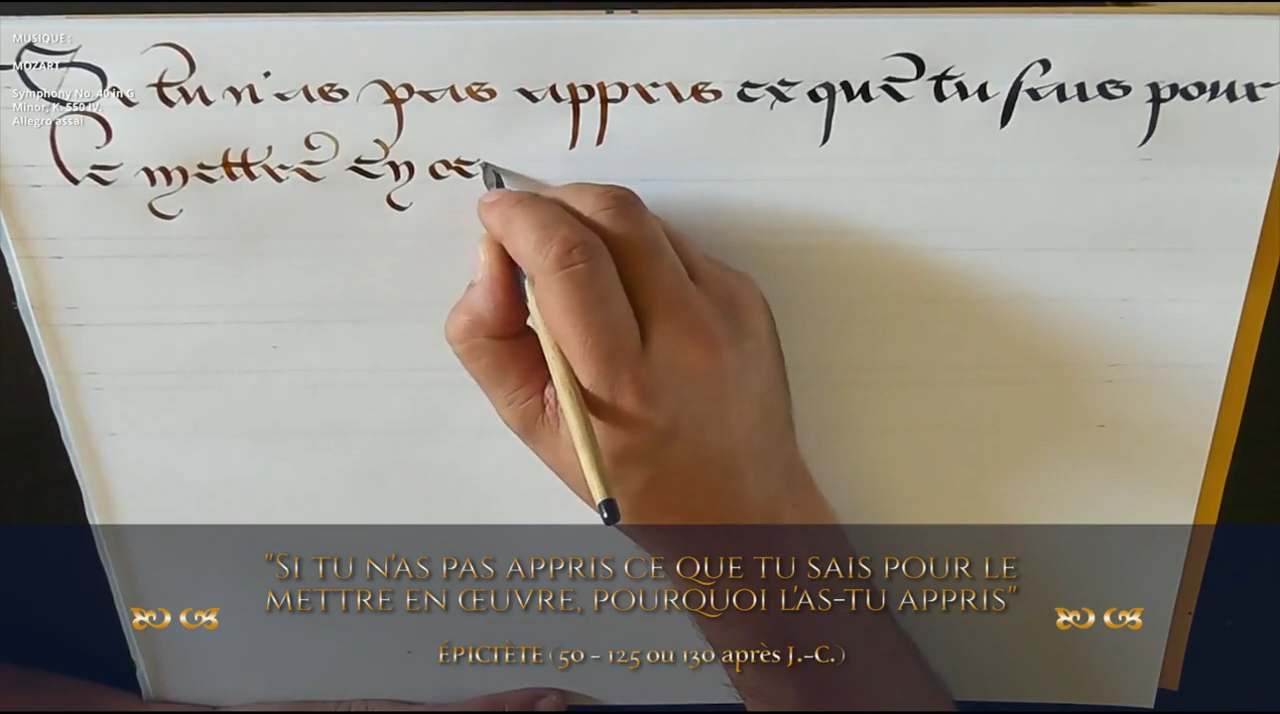 MUSIQUE :
MOZART
Symphony No. 40 in G
Minor, K. 550 IV.
Allegro assai
Si tu n'as pas appris ce que tu sais pour
le mettre en œ
"SI TU N'AS PAS APPRIS CE QUE TU SAIS POUR LE
METTRE EN ŒUVRE, POURQUOI L'AS-TU APPRIS"
ÉPICTÈTE (50 - 125 ou 130 après J.-C.)